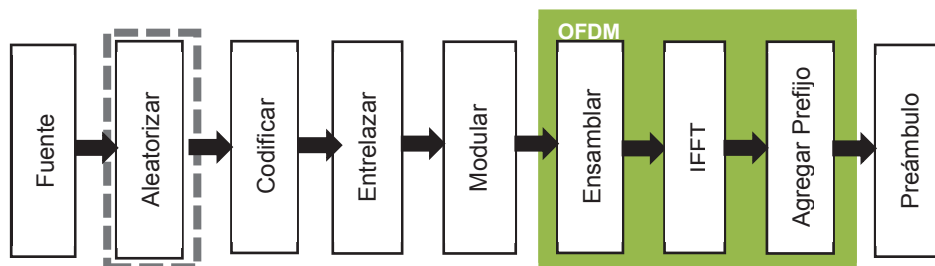 Fuente
Aleatorizar
Codificar
Entrelazar
Modular
OFDM
Ensamblar
IFFT
Agregar Prefijo
Preámbulo